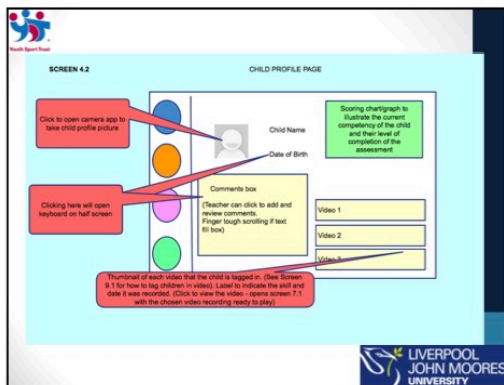 Youth Sport Trust
SCREEN 4.2
CHILD PROFILE PAGE
Click to open camera app to
take child profile picture
Child Name
Date of Birth
Scoring chart/graph to
illustrate the current
competency of the child
and their level of
completion of the
assessment
Clicking here will open
keyboard on half screen
Comments box
(Teacher can click to add and
review comments.
Finger tough scrolling if text
fill box)
Video 1
Video 2
Video 3
Thumbnail of each video that the child is tagged in. (See Screen
9.1 for how to tag children in video). Label to indicate the skill and
date it was recorded. (Click to view the video - opens screen 7.1
with the chosen video recording ready to play)
LIVERPOOL
JOHN MOORES
UNIVERSITY